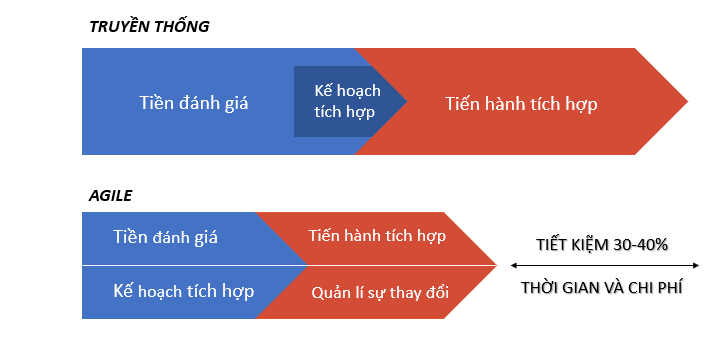 TRUYỀN THỐNG
Tiền đánh giá
Kế hoạch
tích hợp
Tiến hành tích hợp
AGILE
Tiền đánh giá
Tiến hành tích hợp
Kế hoạch tích hợp
Quản lí sự thay đổi
TIẾT KIỆM 30-40%
THỜI GIAN VÀ CHI PHÍ